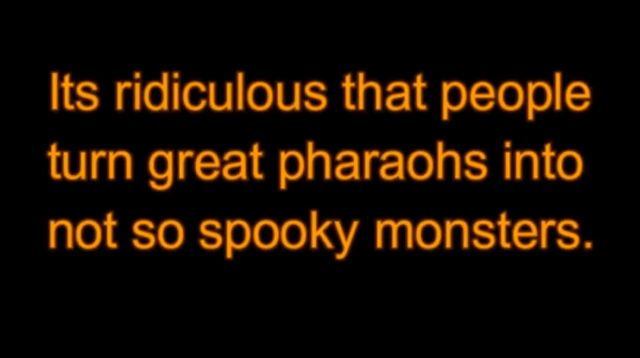 Its ridiculous that people
turn great pharaohs into
not so spooky monsters.